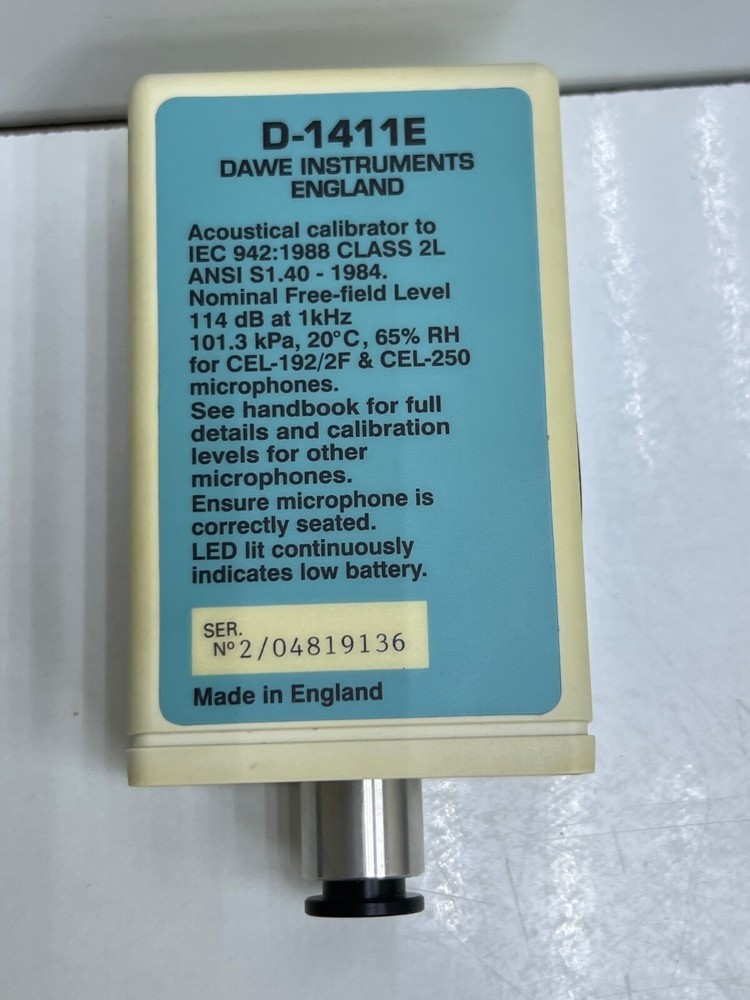 D-1411E
DAWE INSTRUMENTS
ENGLAND
Acoustical calibrator to
IEC 942:1988 CLASS 2L
ANSI S1.40 - 1984.
Nominal Free-field Level
114 dB at 1kHz
101.3 kPa, 20°C, 65% RH
for CEL-192/2F & CEL-250
microphones.
See handbook for full
details and calibration
levels for other
microphones.
Ensure microphone is
correctly seated.
LED lit continuously
indicates low battery.
SER.
Nº 2/04819136
Made in England